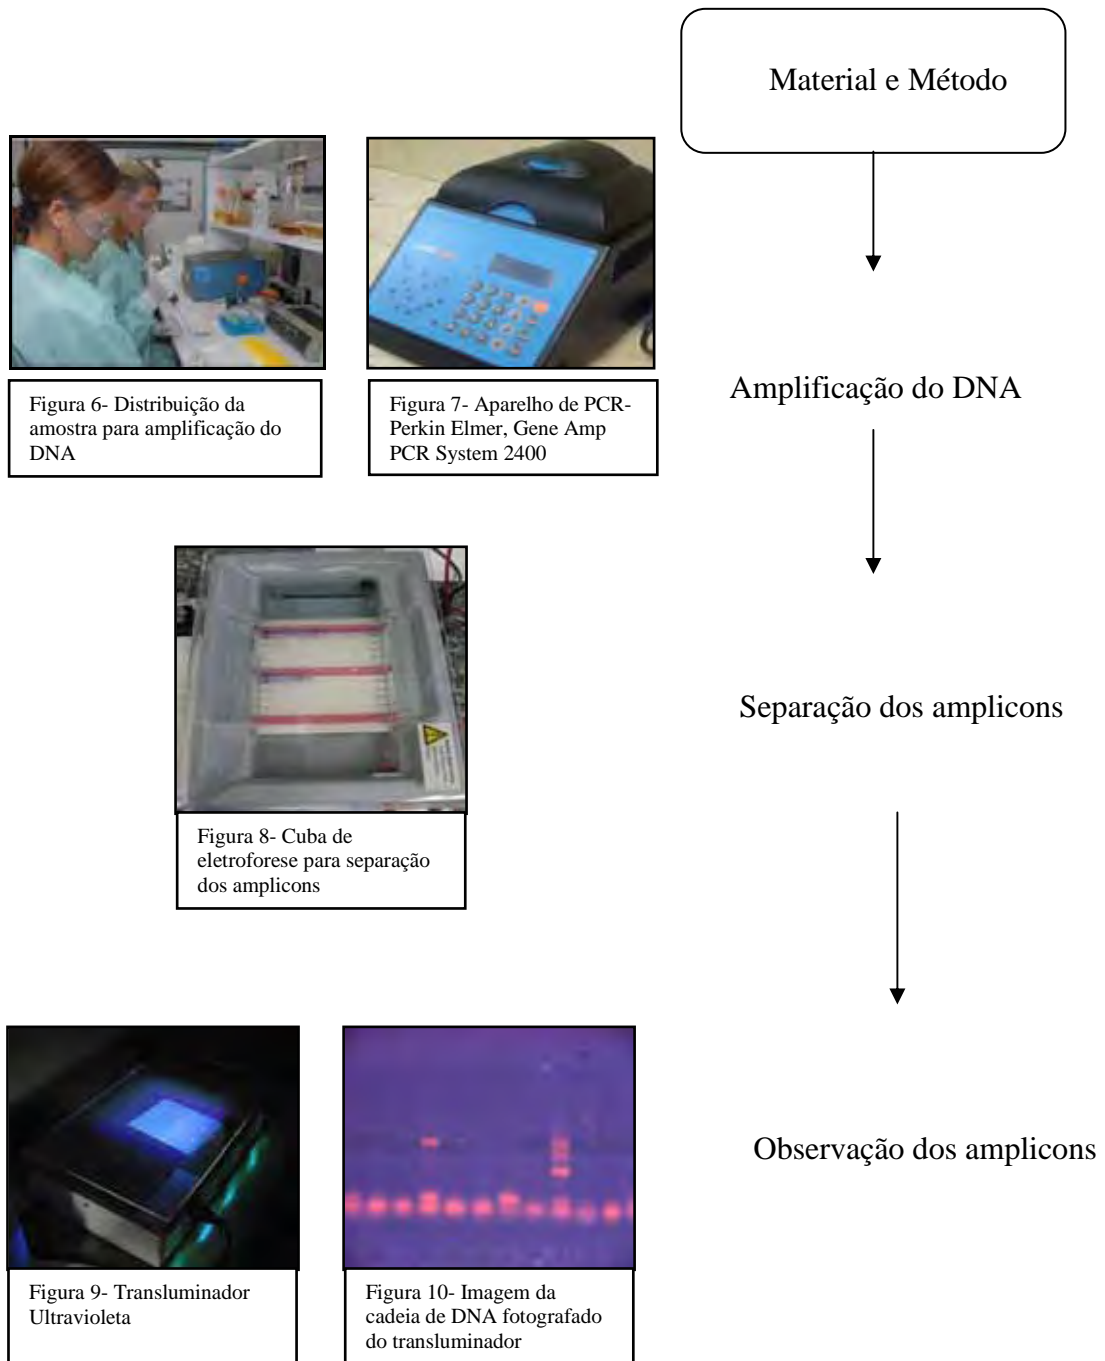 Material e Método
Amplificação do DNA
Figura 6- Distribuição da
amostra para amplificação do
DNA
Figura 7- Aparelho de PCR-
Perkin Elmer, Gene Amp
PCR System 2400
Separação dos amplicons
Figura 8- Cuba de
eletroforese para separação
dos amplicons
Observação dos amplicons
Figura 9- Transluminador
Ultravioleta
Figura 10- Imagem da
cadeia de DNA fotografado
do transluminador